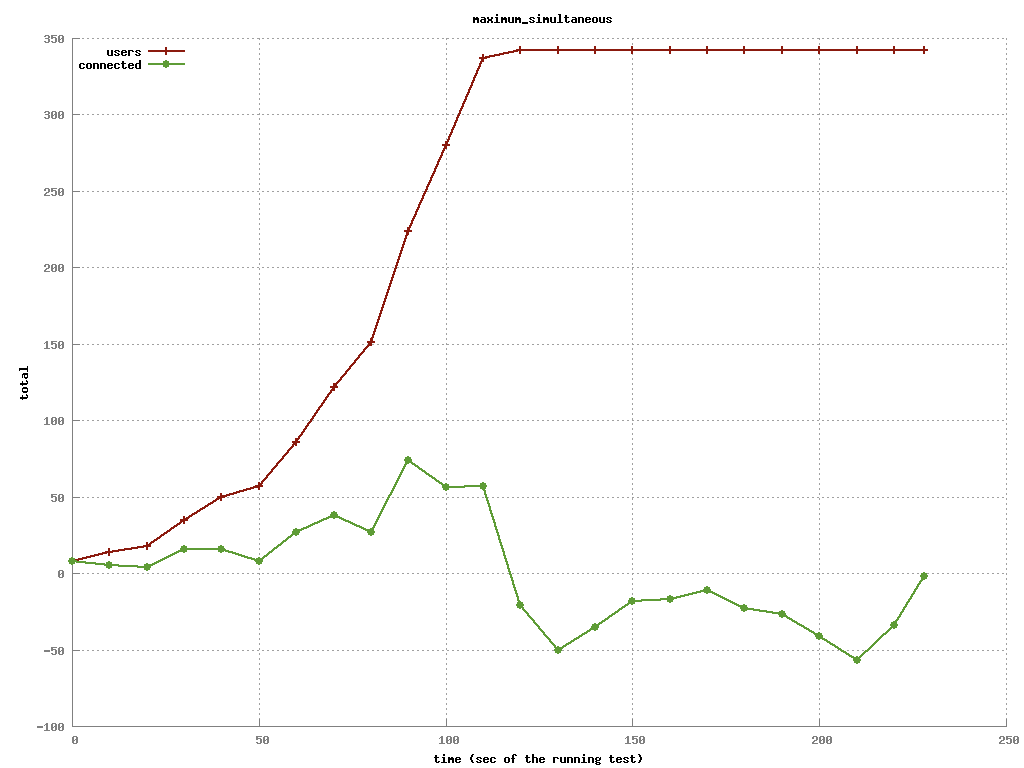 maximum_simultaneous
users
connected
350
300
250
200
150
100
50
0
-50
-100
total
0 50 100 150 200 250
time (sec of the running test)